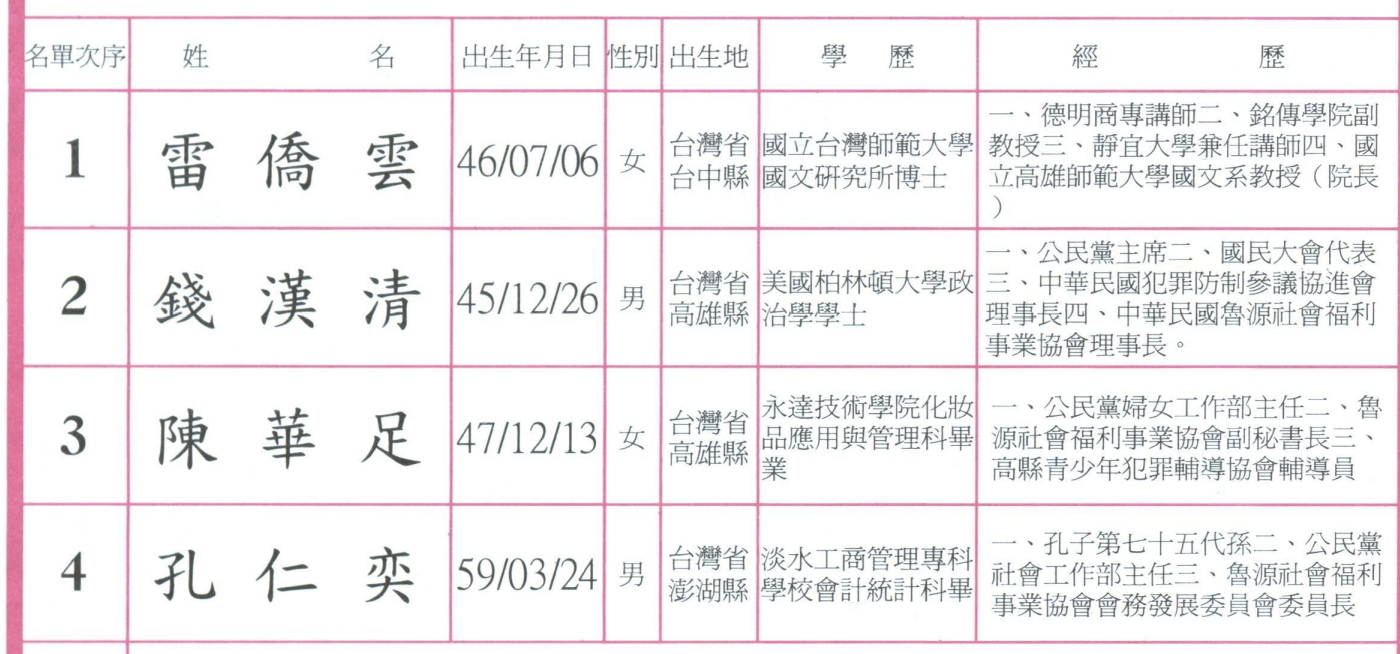 名單次序 姓 名 出生年月日 性別 出生地 學 歷 經 歷
1 雷僑雲 46/07/06 女
台灣省
台中縣
國立台灣師範大學
國文研究所博士
一、德明商專講師二、銘傳學院副
教授三、靜宜大學兼任講師四、國
立高雄師範大學國文系教授（院長
）
2 錢漢清 45/12/26 男
台灣省
高雄縣
美國柏林頓大學政
治學學士
一、公民黨主席二、國民大會代表
三、中華民國犯罪防制參議協進會
理事長四、中華民國魯源社會福利
事業協會理事長。
3 陳華足 47/12/13 女
台灣省
高雄縣
永達技術學院化妝
品應用與管理科畢
業
一、公民黨婦女工作部主任二、魯
源社會福利事業協會副秘書長三、
高縣青少年犯罪輔導協會輔導員
4 孔仁奕 59/03/24 男
台灣省
澎湖縣
淡水工商管理專科
學校會計統計科畢
一、孔子第七十五代孫二、公民黨
社會工作部主任三、魯源社會福利
事業協會會務發展委員會委員長